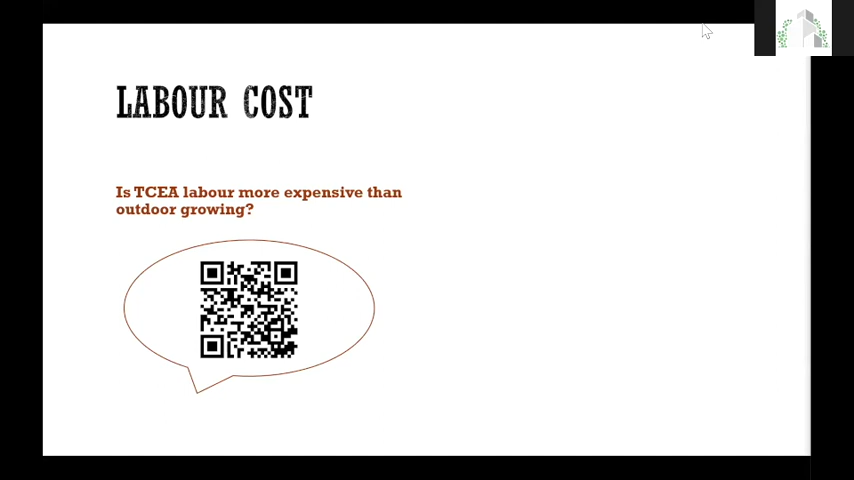 LABOUR COST
Is TCEA labour more expensive than
outdoor growing?